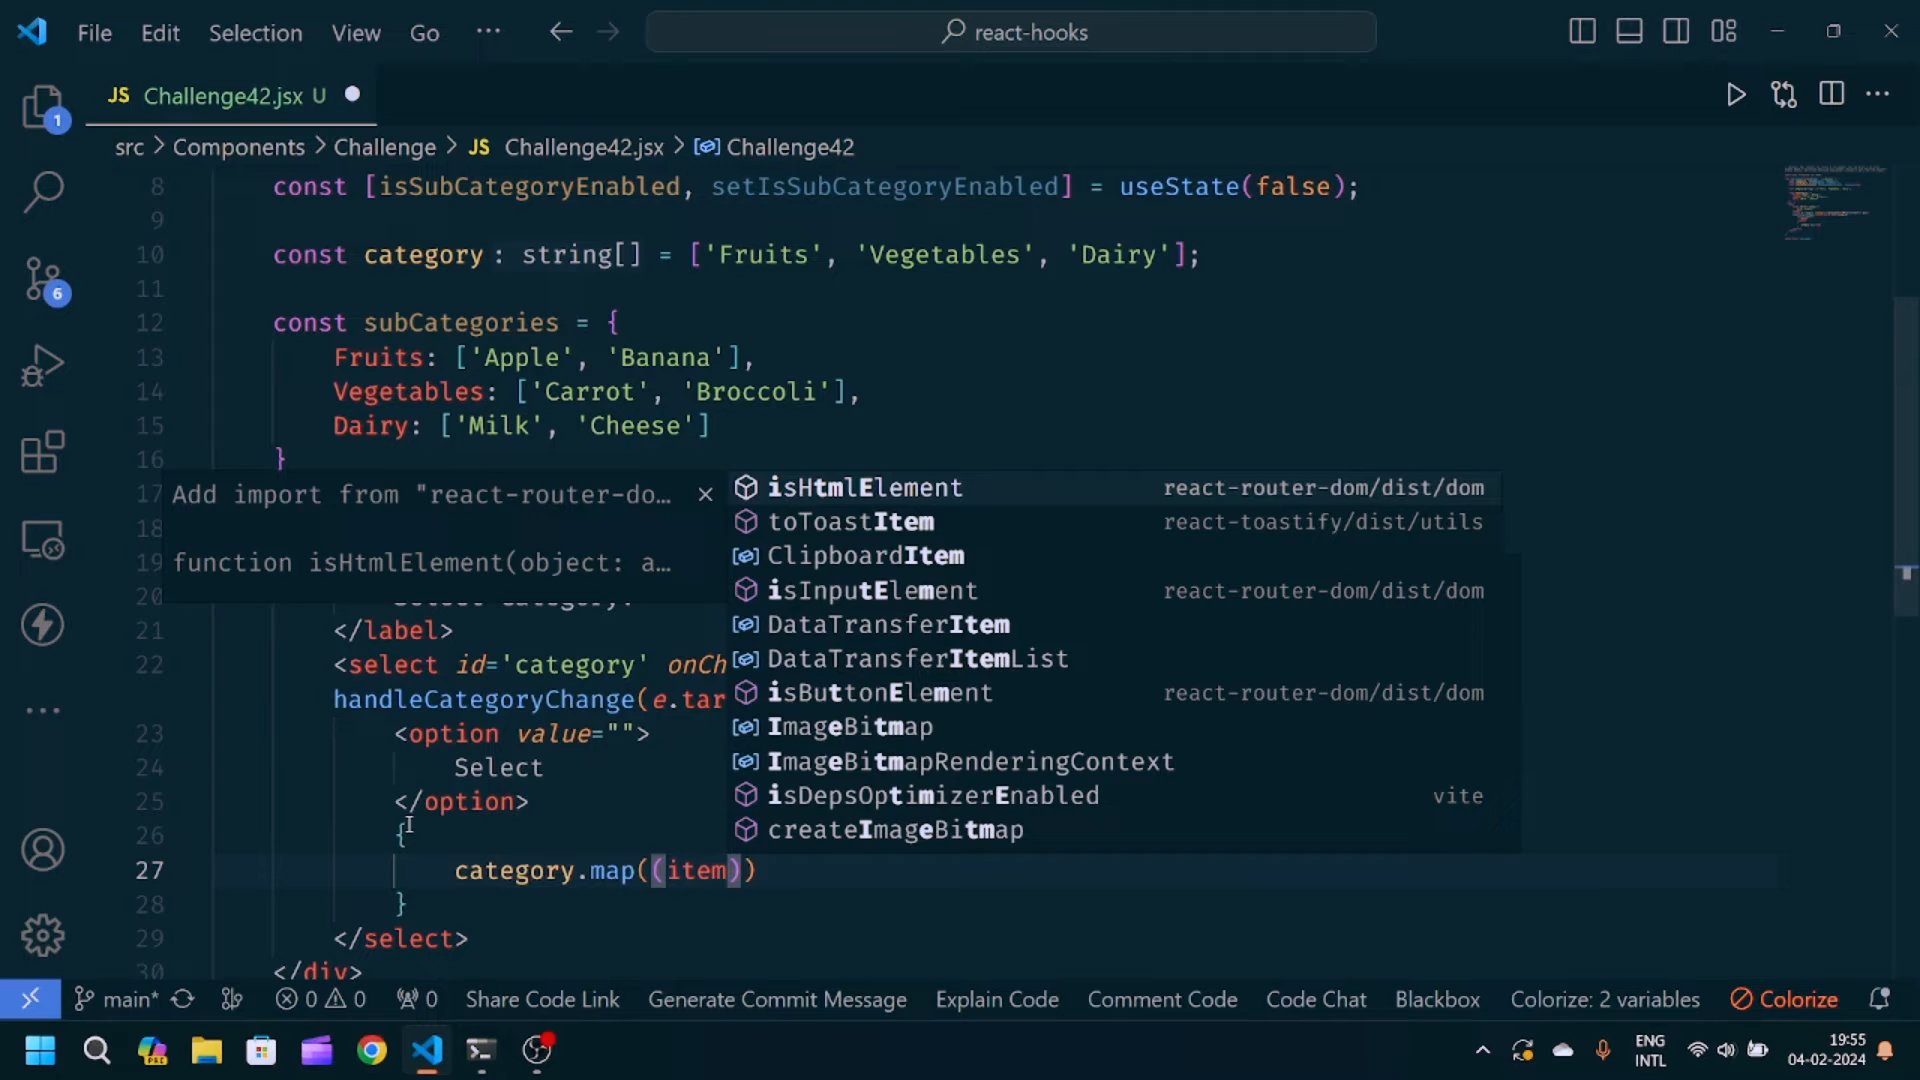 File Edit Selection View Go ··· react-hooks
JS Challenge42.jsx U
src > Components > Challenge > JS Challenge42.jsx > Challenge42
8 const [isSubCategoryEnabled, setIsSubCategoryEnabled] = useState(false);
9
10 const category : string[] = ['Fruits', 'Vegetables', 'Dairy'];
11
12 const subCategories = {
13 Fruits: ['Apple', 'Banana'],
14 Vegetables: ['Carrot', 'Broccoli'],
15 Dairy: ['Milk', 'Cheese']
16 }
17
18
19
20
Add import from "react-router-do…
function isHtmlElement(object: a…
isHtmlElement react-router-dom/dist/dom
toToastItem react-toastify/dist/utils
ClipboardItem
isInputElement react-router-dom/dist/dom
DataTransferItem
DataTransferItemList
isButtonElement react-router-dom/dist/dom
ImageBitmap
ImageBitmapRenderingContext
isDepsOptimizerEnabled vite
createImageBitmap
21 </label>
22 <select id='category' onCh
handleCategoryChange(e.tar
23 <option value="">
24 Select
25 </option>
26 {
27 category.map((item))
28 }
29 </select>
30 </div>
1
6
main* 0 0 0 Share Code Link Generate Commit Message Explain Code Comment Code Code Chat Blackbox Colorize: 2 variables Colorize
PRE
ENG
INTL
19:55
04-02-2024